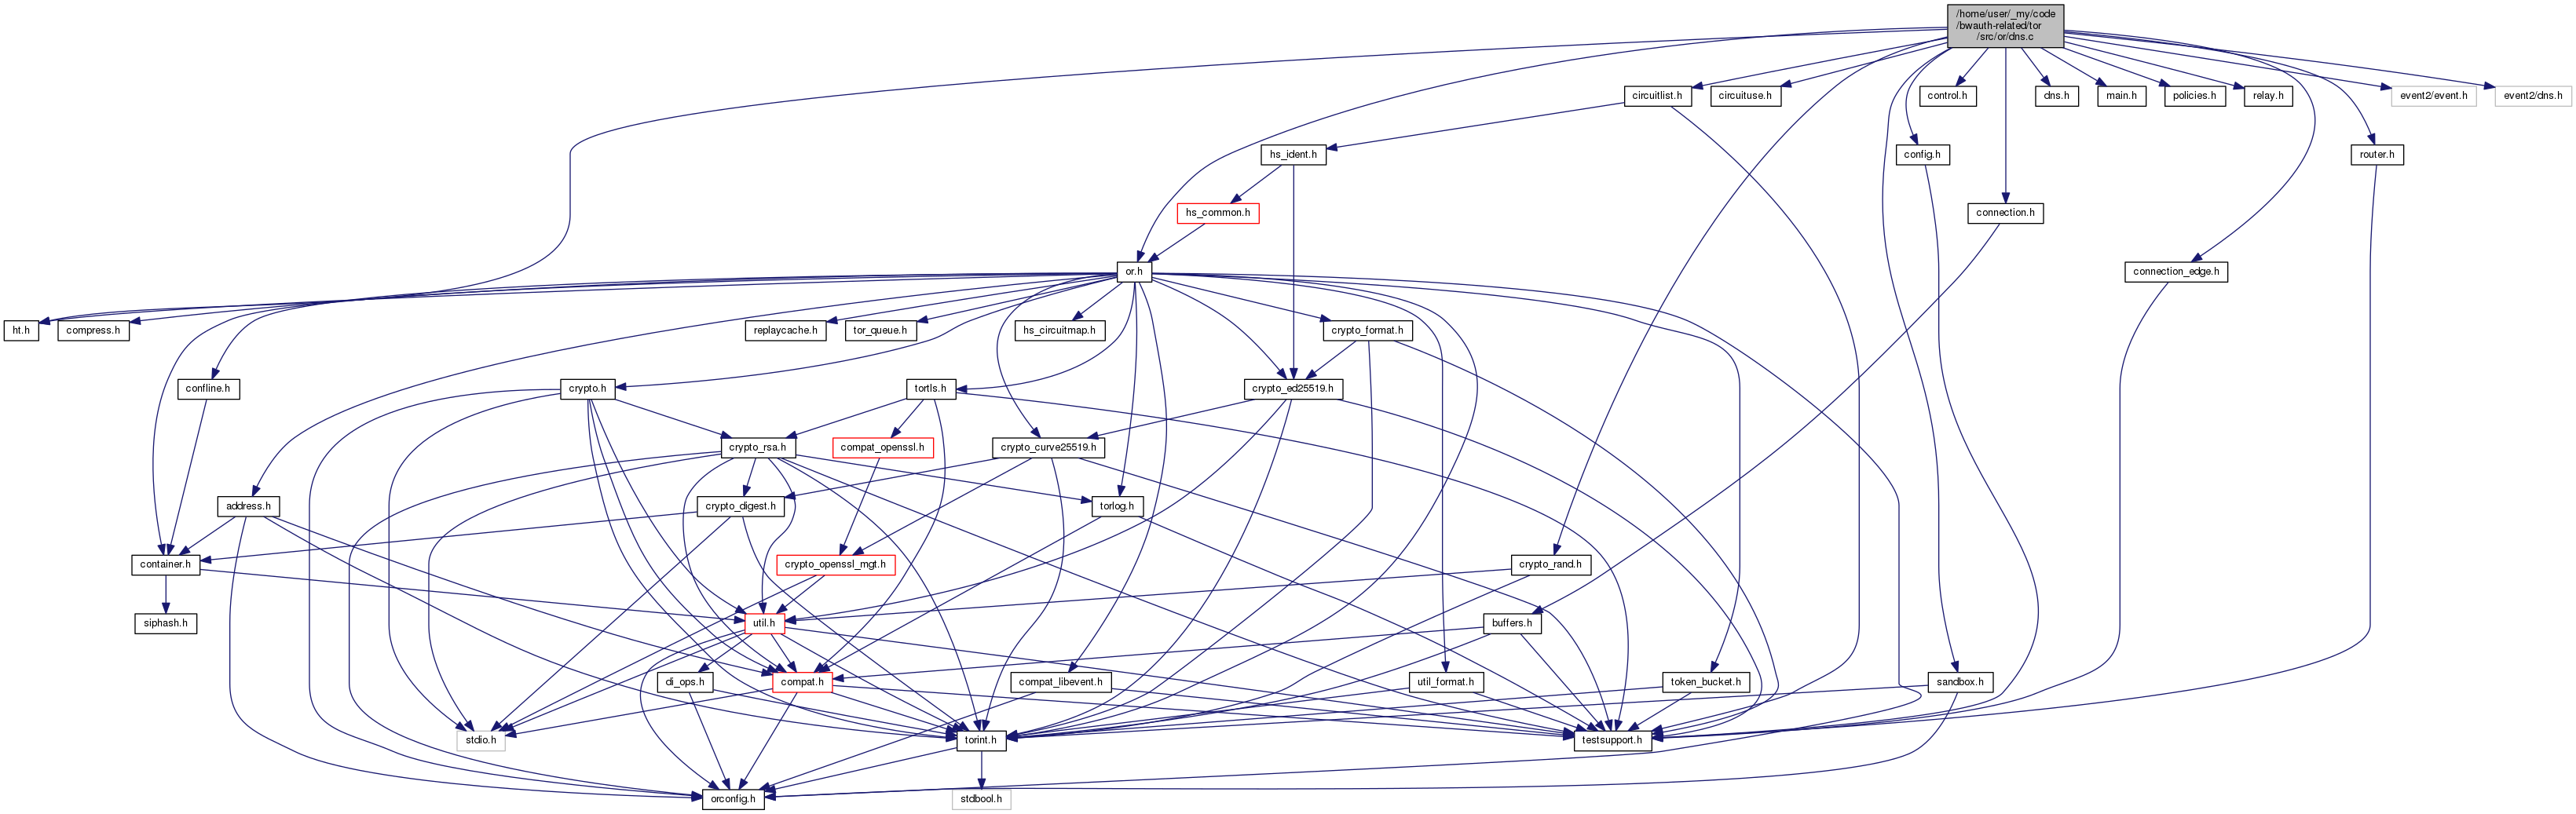 /home/user/_my/code
/bwauth-related/tor
/src/or/dns.c
circuitlist.h
circuituse.h
control.h
dns.h
main.h
policies.h
relay.h
event2/event.h
event2/dns.h
hs_ident.h
config.h
router.h
hs_common.h
connection.h
or.h
connection_edge.h
ht.h
compress.h
replaycache.h
tor_queue.h
hs_circuitmap.h
crypto_format.h
confline.h
crypto.h
tortls.h
crypto_ed25519.h
crypto_rsa.h
compat_openssl.h
crypto_curve25519.h
address.h
crypto_digest.h
torlog.h
container.h
crypto_openssl_mgt.h
crypto_rand.h
siphash.h
util.h
buffers.h
di_ops.h
compat.h
compat_libevent.h
util_format.h
token_bucket.h
sandbox.h
stdio.h
torint.h
testsupport.h
orconfig.h
stdbool.h